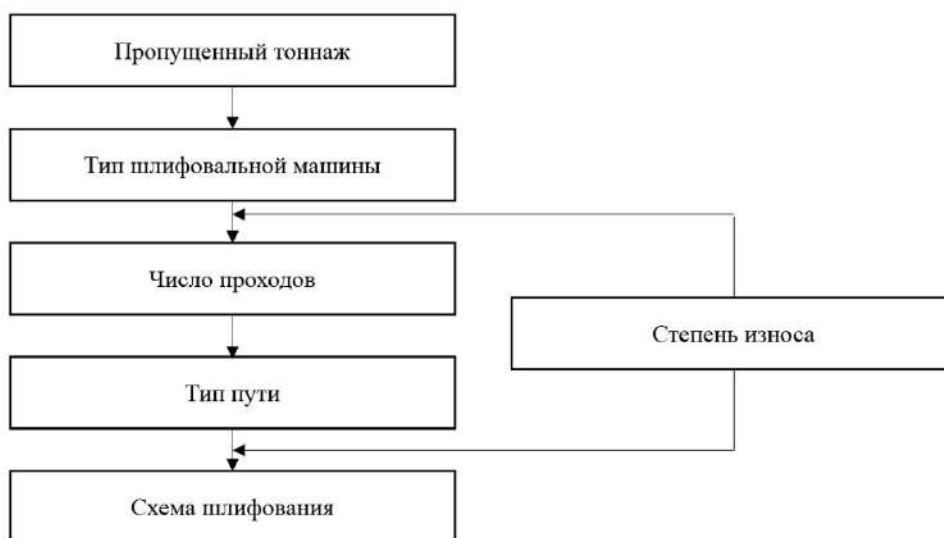 Пропущенный тоннаж
Тип шлифовальной машины
Число проходов
Степень износа
Тип пути
Схема шлифования